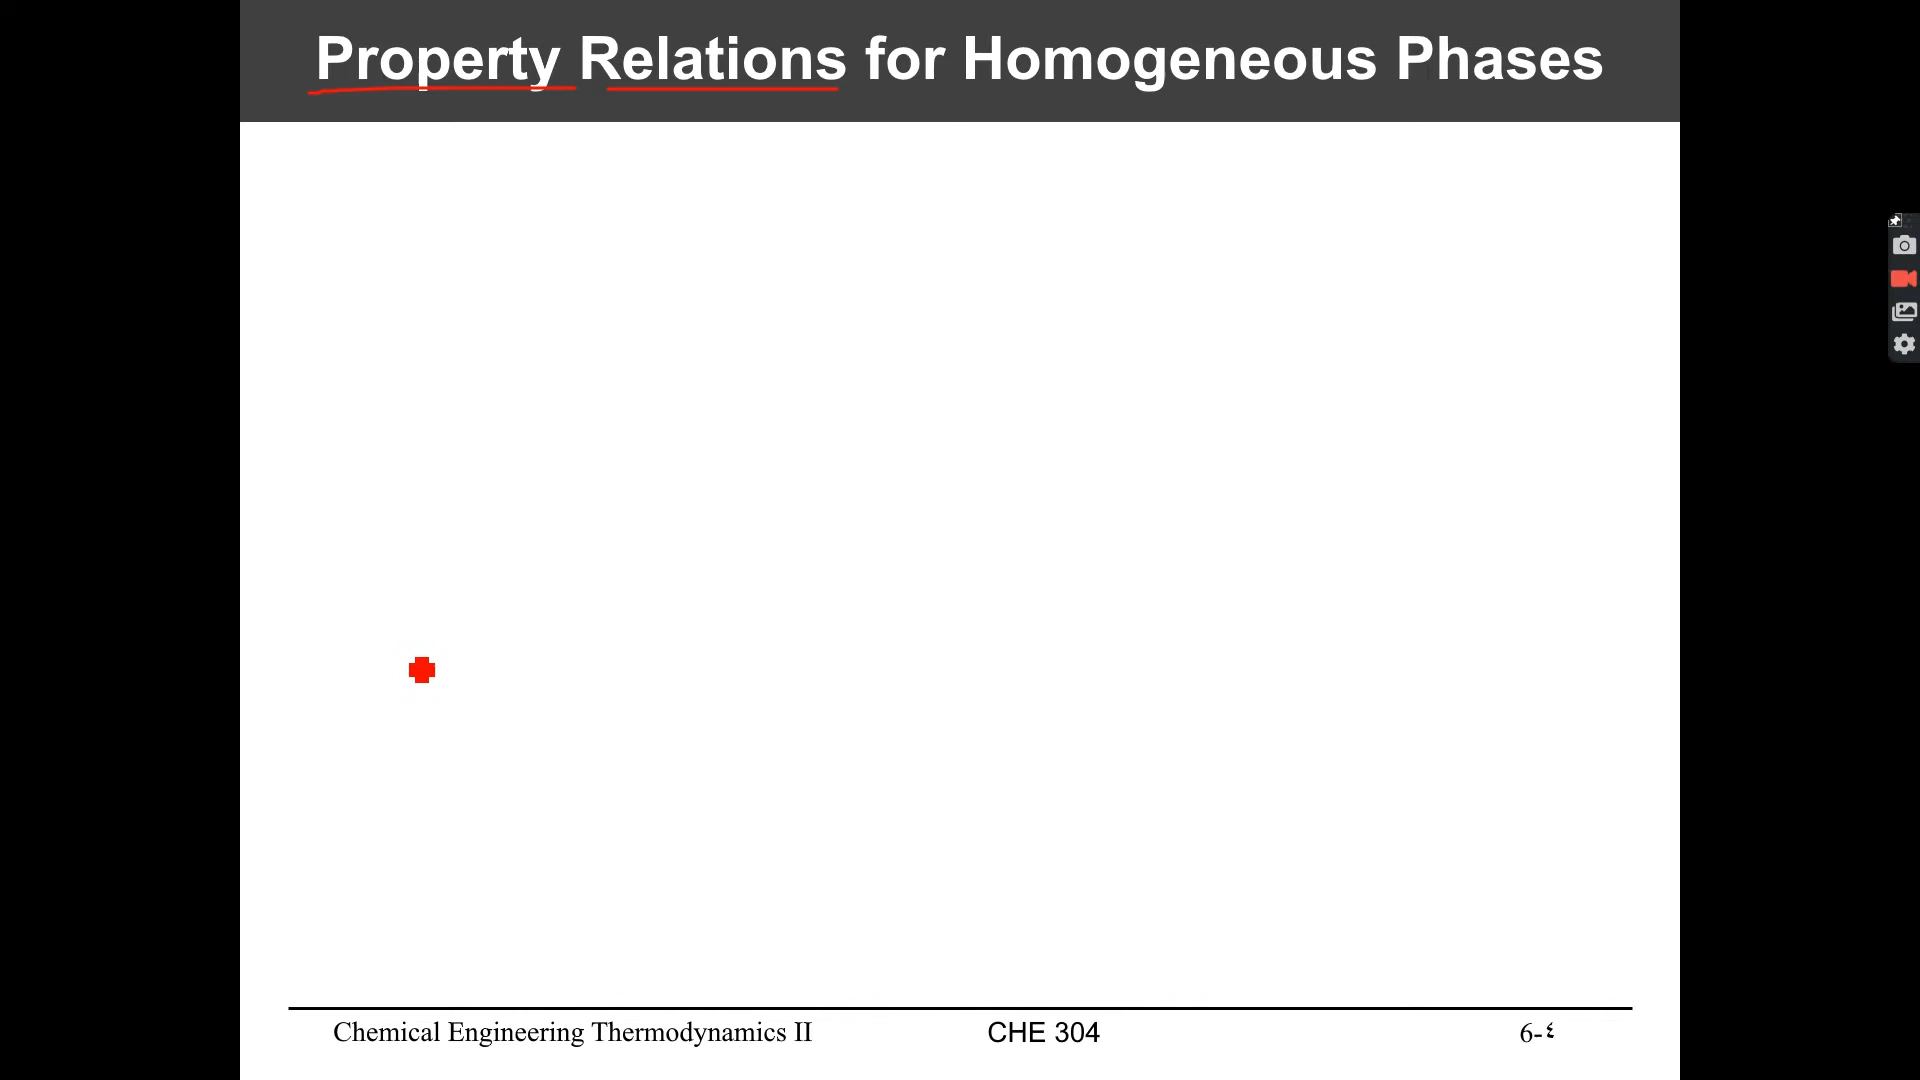 Property Relations for Homogeneous Phases
Chemical Engineering Thermodynamics II
CHE 304
6-٤